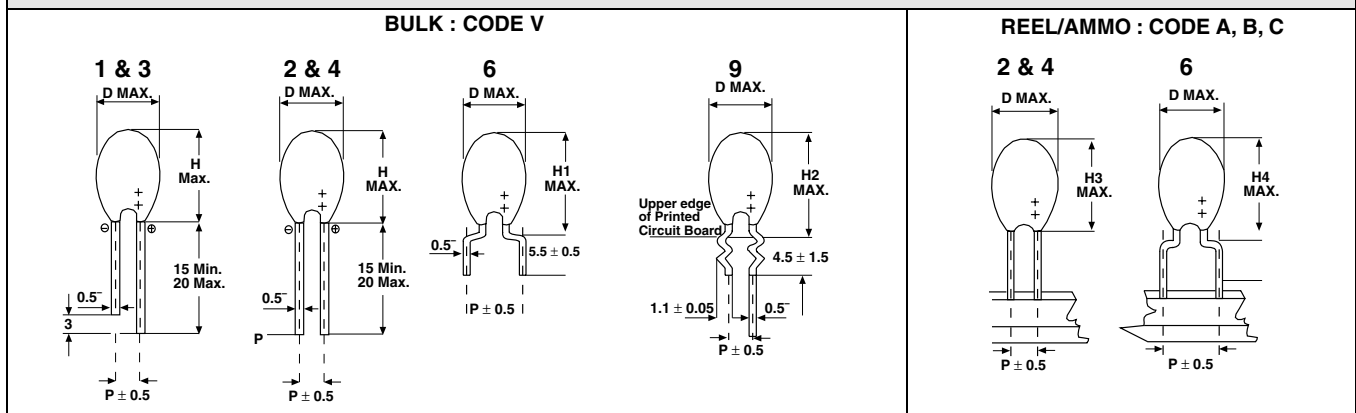 BULK : CODE V
1 & 3
D MAX.
H
Max.
+
+
⊖
⊕
15 Min.
20 Max.
0.5¯
3
P ± 0.5
2 & 4
D MAX.
H
MAX.
+
+
⊖
⊕
15 Min.
20 Max.
0.5¯
P
P ± 0.5
6
D MAX.
H1
MAX.
+
+
0.5¯
5.5 ± 0.5
P ± 0.5
9
D MAX.
H2
MAX.
+
+
Upper edge
of Printed
Circuit Board
4.5 ± 1.5
1.1 ± 0.05
0.5¯
P ± 0.5
REEL/AMMO : CODE A, B, C
2 & 4
D MAX.
H3
MAX.
+
+
P ± 0.5
6
D MAX.
H4
MAX.
+
+
P ± 0.5